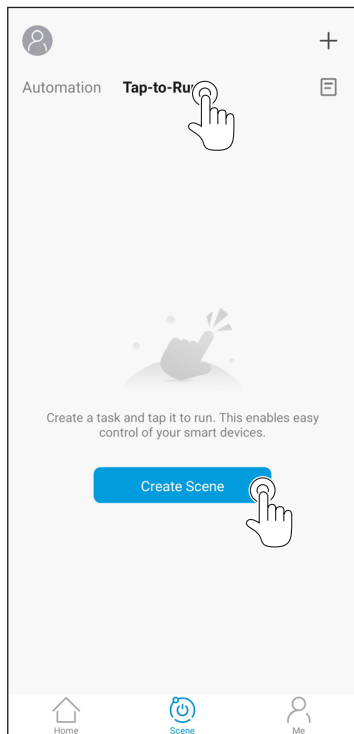 Automation Tap-to-Run
Create a task and tap it to run. This enables easy
control of your smart devices.
Create Scene
Home Scene Me